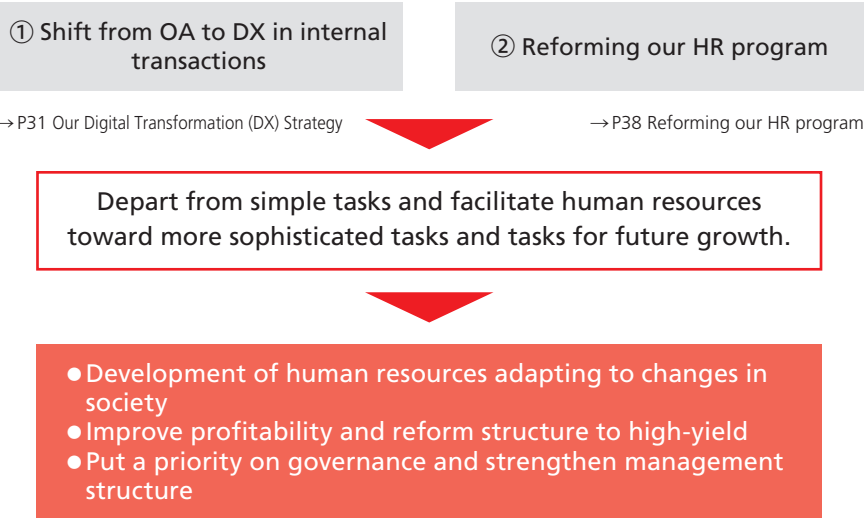 ① Shift from OA to DX in internal
transactions
② Reforming our HR program
→P31 Our Digital Transformation (DX) Strategy
→P38 Reforming our HR program
Depart from simple tasks and facilitate human resources
toward more sophisticated tasks and tasks for future growth.
●Development of human resources adapting to changes in
society
●Improve profitability and reform structure to high-yield
●Put a priority on governance and strengthen management
structure